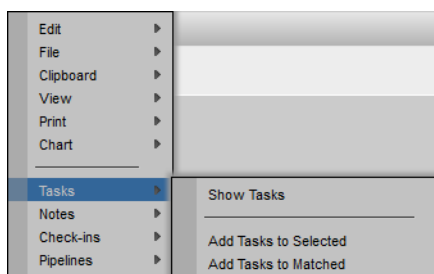 Edit
File
Clipboard
View
Print
Chart
Tasks
Notes
Check-ins
Pipelines
Show Tasks
Add Tasks to Selected
Add Tasks to Matched